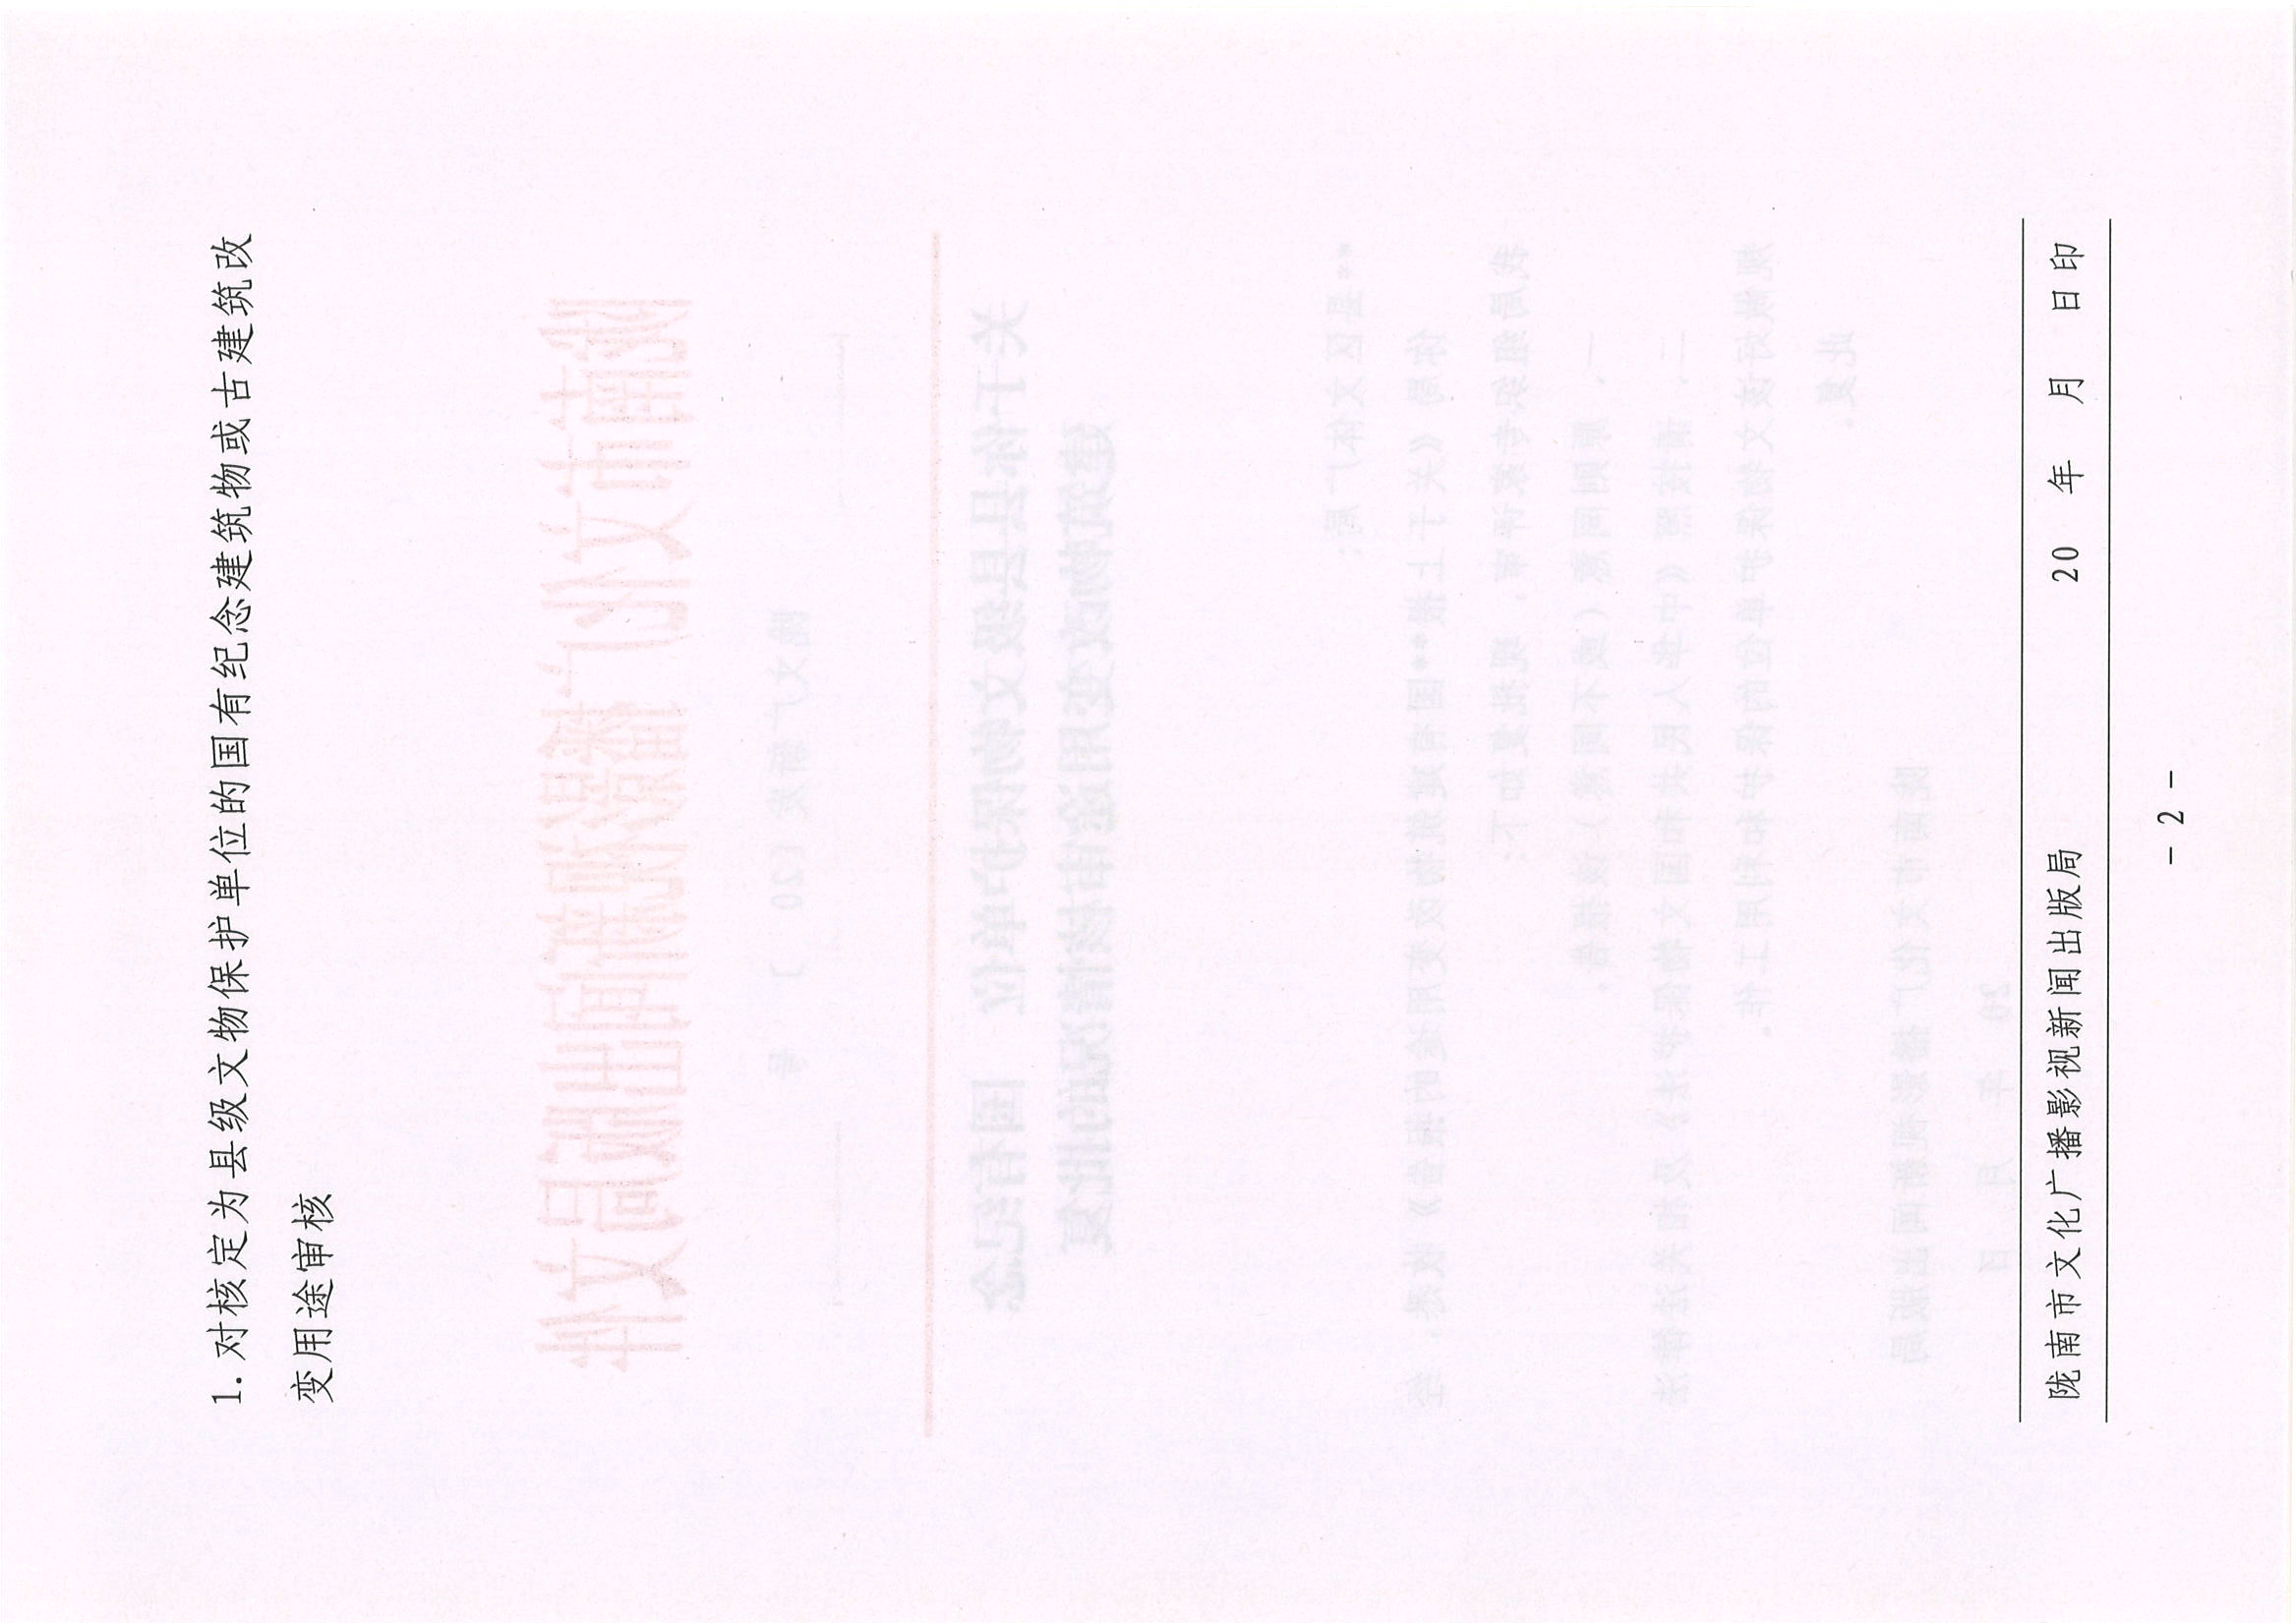 1.对核定为县级文物保护单位的国有纪念建筑物或古建筑改
变用途审核
陇南市文化广播影视新闻出版局文件
陇文广新发〔20 〕 号
关于你县县级文物保护单位 国有纪念
建筑物改变用途审核情况的批复
**县区文体广局：
你局《关于上报**国有建筑物改变用途的报告》收悉，经
我局组织专家评审，现批复如下：
一、原则同意（或不同意）该报告。
二、请按照《中华人民共和国文物保护法》及相关法律法
规做好该文物保护单位的保护和利用工作。
此复。
陇南市文化广播影视新闻出版局
20 年 月 日
陇南市文化广播影视新闻出版局 20 年 月 日印
- 2 -